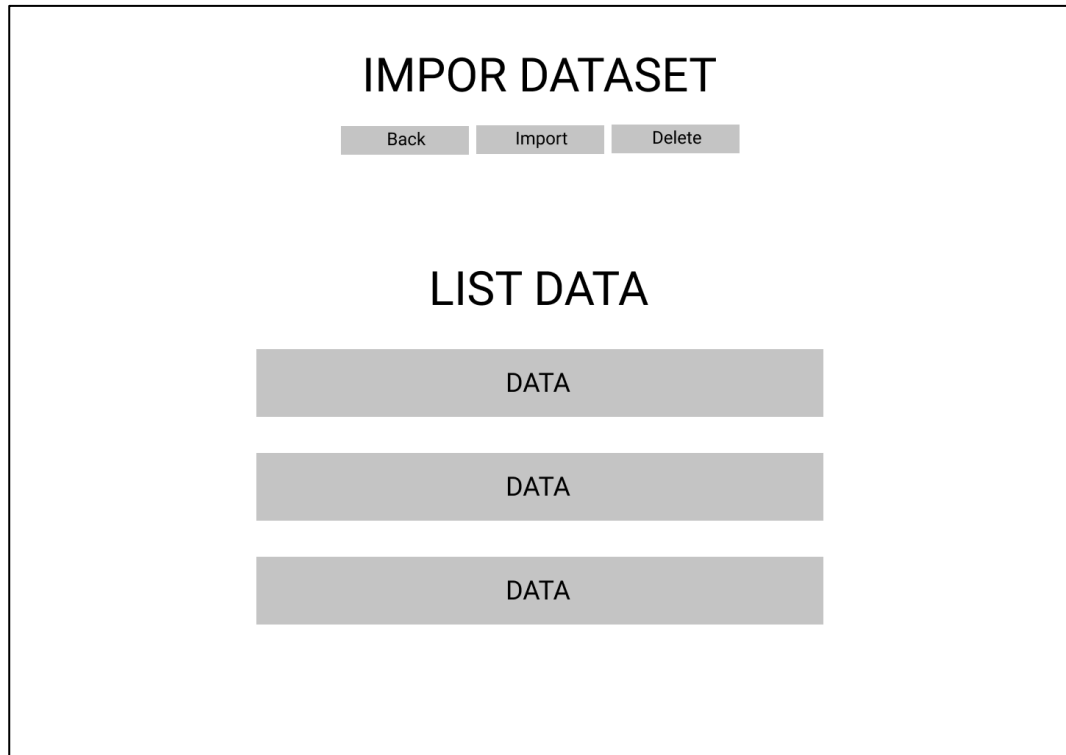 IMPOR DATASET
Back Import Delete
LIST DATA
DATA
DATA
DATA